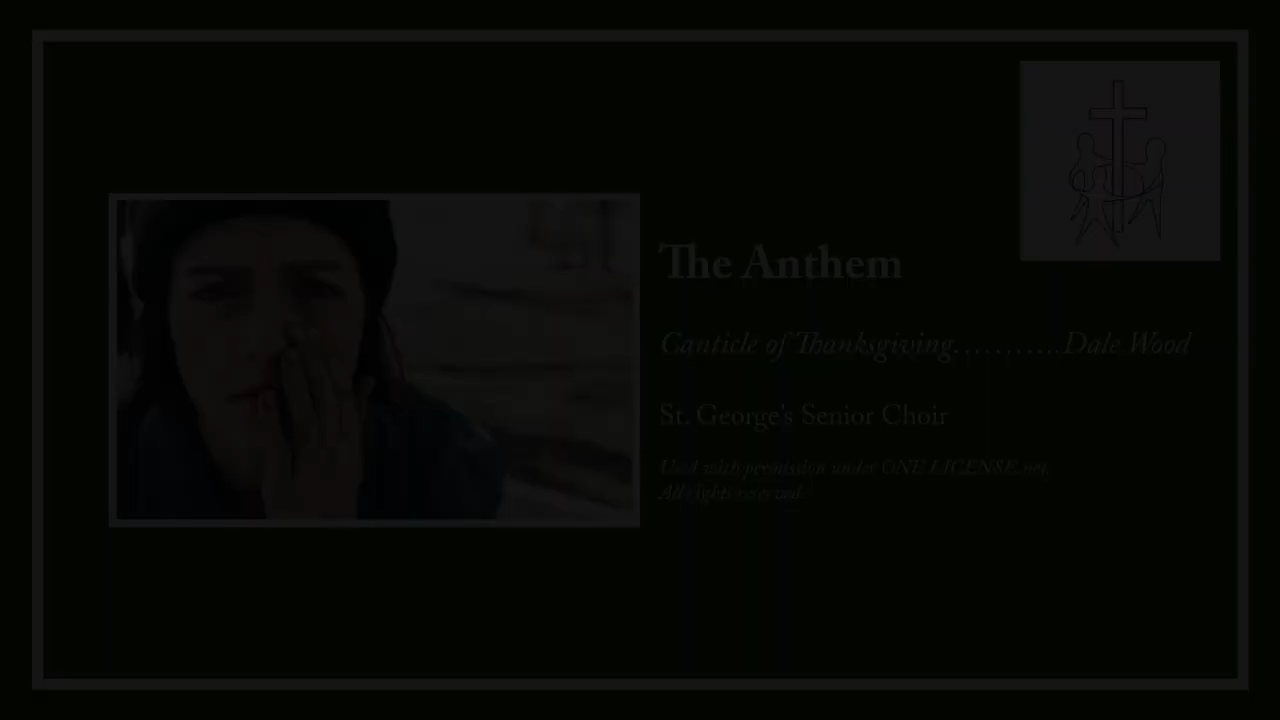 The Anthem
Canticle of Thanksgiving............Dale Wood
St. George's Senior Choir
Used with permission under ONE LICENSE.net.
All rights reserved.